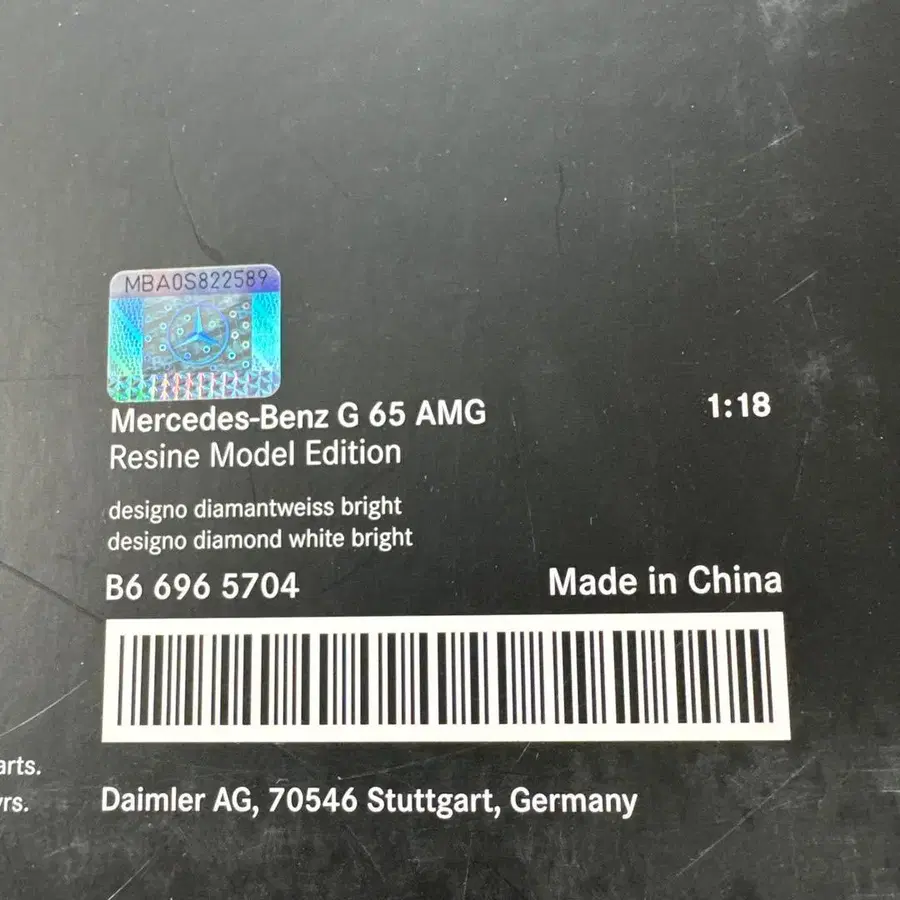 MBA0S822589
Mercedes-Benz G 65 AMG
1:18
Resine Model Edition
designo diamantweiss bright
designo diamond white bright
B6 696 5704
Made in China
arts.
yrs.
Daimler AG, 70546 Stuttgart, Germany